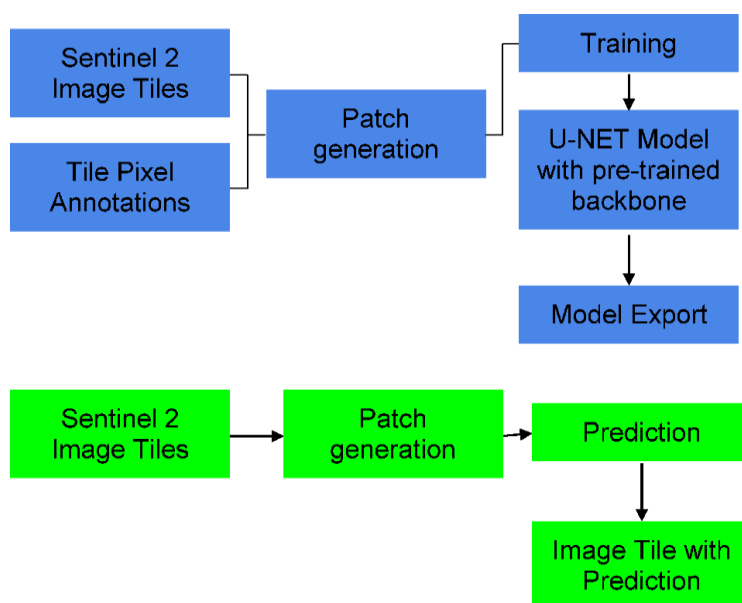 Sentinel 2
Image Tiles
Tile Pixel
Annotations
Patch
generation
Training
U-NET Model
with pre-trained
backbone
Model Export
Sentinel 2
Image Tiles
Patch
generation
Prediction
Image Tile with
Prediction